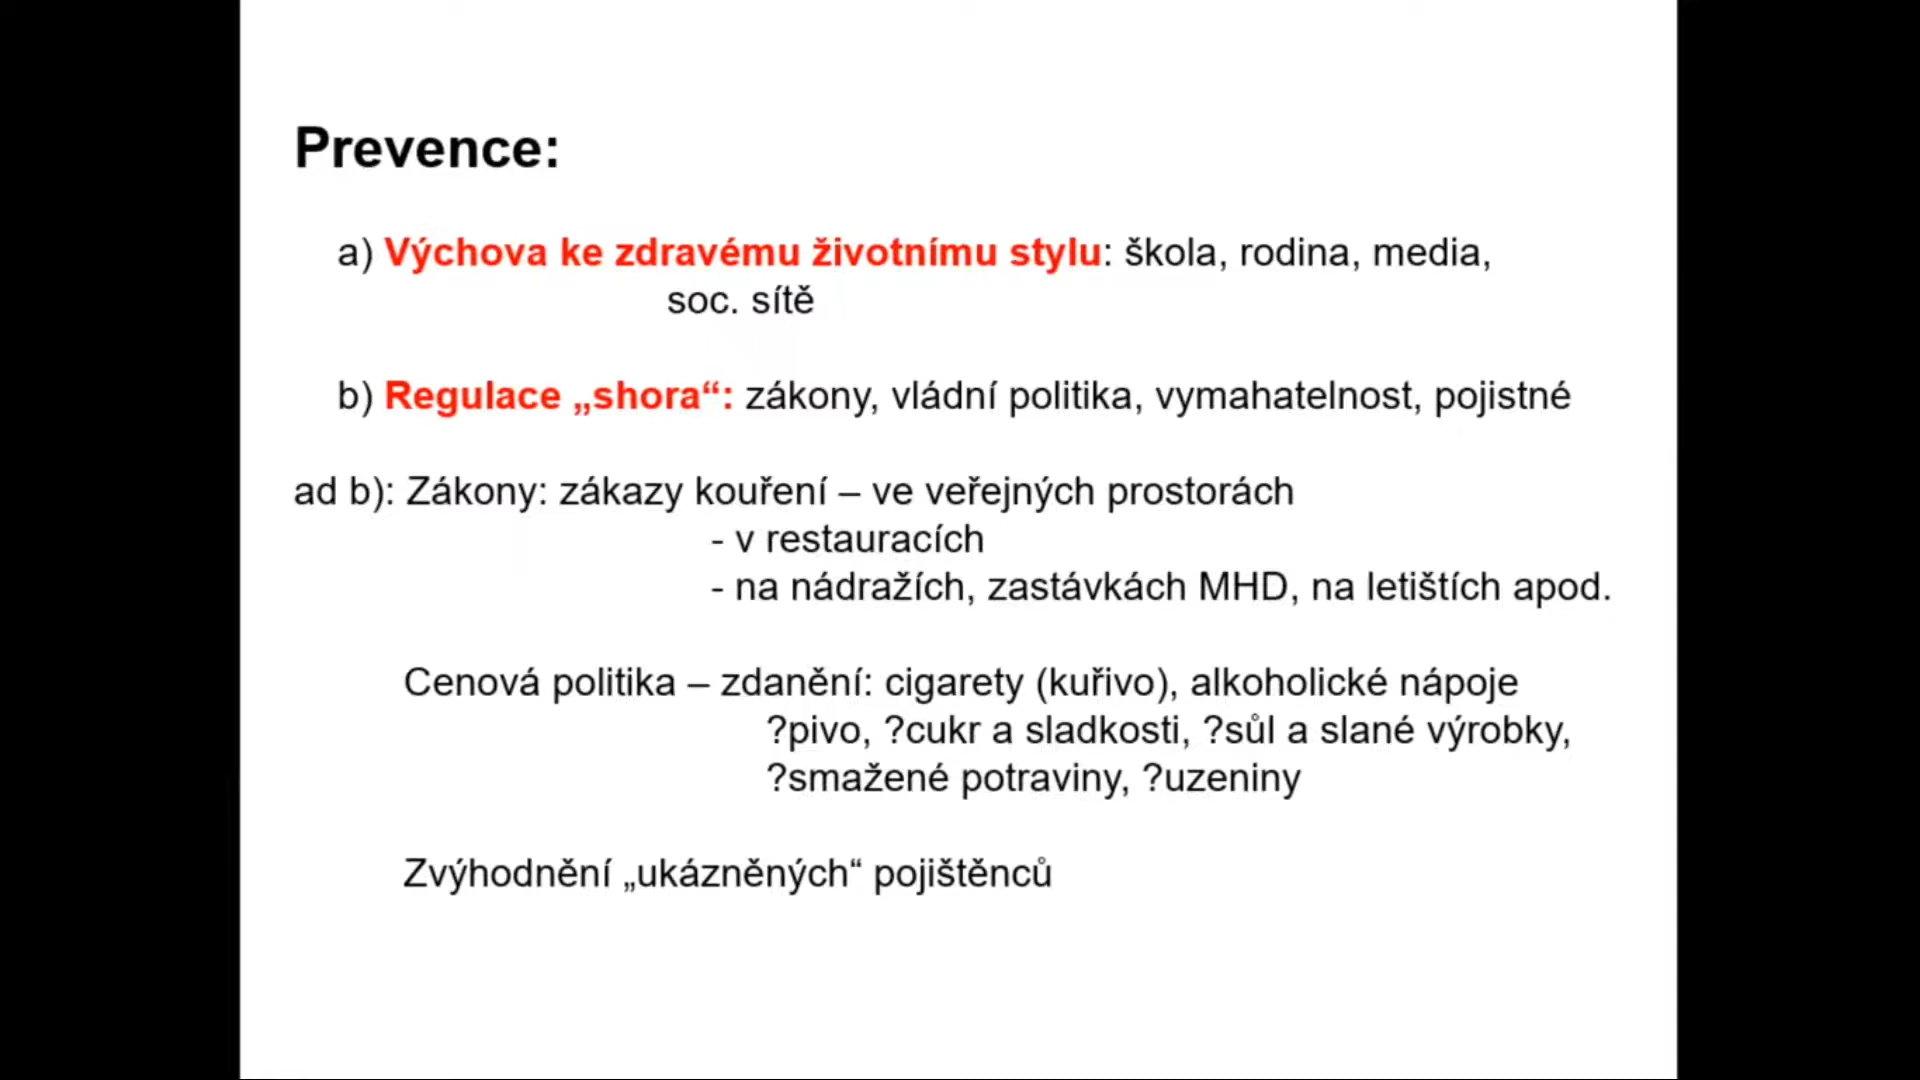 Prevence:
a) Výchova ke zdravému životnímu stylu: škola, rodina, media,
soc. sítě
b) Regulace „shora“: zákony, vládní politika, vymahatelnost, pojistné
ad b): Zákony: zákazy kouření – ve veřejných prostorách
- v restauracích
- na nádražích, zastávkách MHD, na letištích apod.
Cenová politika – zdanění: cigarety (kuřivo), alkoholické nápoje
?pivo, ?cukr a sladkosti, ?sůl a slané výrobky,
?smažené potraviny, ?uzeniny
Zvýhodnění „ukázněných“ pojištěnců